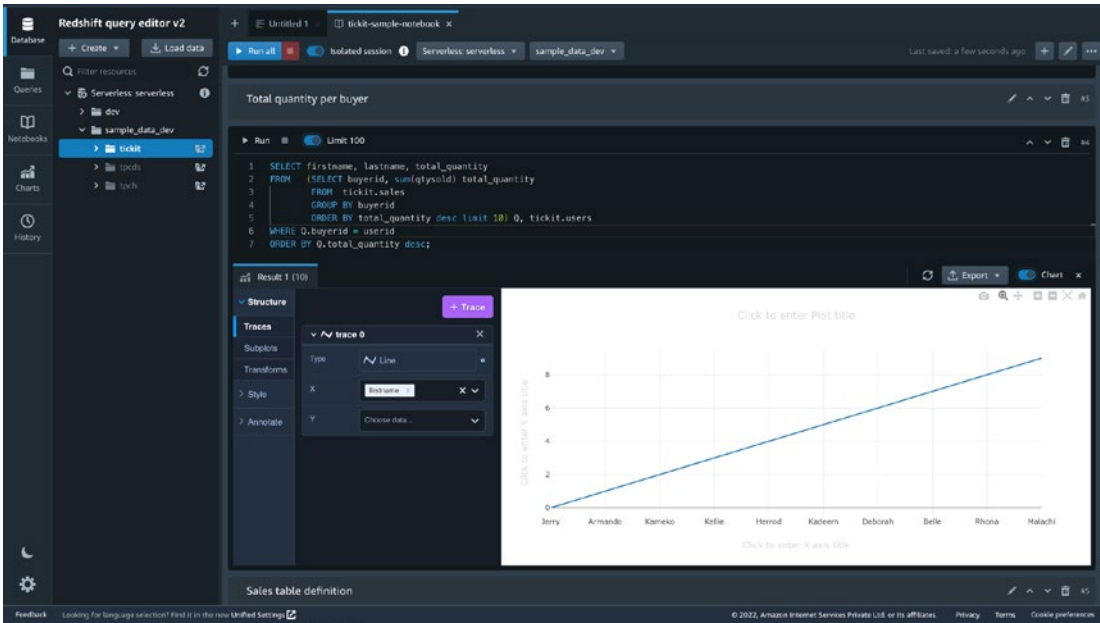 Redshift query editor v2
+ Untitled 1 × tickit-sample-notebook ×
Database
+ Create Load data
Run all Isolated session Serverless: serverless sample_data_dev Last saved: a few seconds ago
Filter resources
Queries
Serverless: serverless
dev
sample_data_dev
tickit
tpcds
tpch
Notebooks
Charts
History
Total quantity per buyer #3
Run Limit 100 #4
1 SELECT firstname, lastname, total_quantity
2 FROM (SELECT buyerid, sum(qtysold) total_quantity
3 FROM tickit.sales
4 GROUP BY buyerid
5 ORDER BY total_quantity desc limit 10) Q, tickit.users
6 WHERE Q.buyerid = userid
7 ORDER BY Q.total_quantity desc;
Result 1 (10) Export Chart ×
Structure
+ Trace
Traces
Subplots
Transforms
Style
Annotate
trace 0 ×
Type Line
X firstname ×
Y Choose data...
Click to enter Plot title
Click to enter Y axis title
8
6
4
2
0
Jerry Armando Kameko Kellie Herrod Kadeem Deborah Belle Rhona Malachi
Click to enter X axis title
Sales table definition #5
Feedback Looking for language selection? Find it in the new Unified Settings © 2022, Amazon Internet Services Private Ltd. or its affiliates. Privacy Terms Cookie preferences